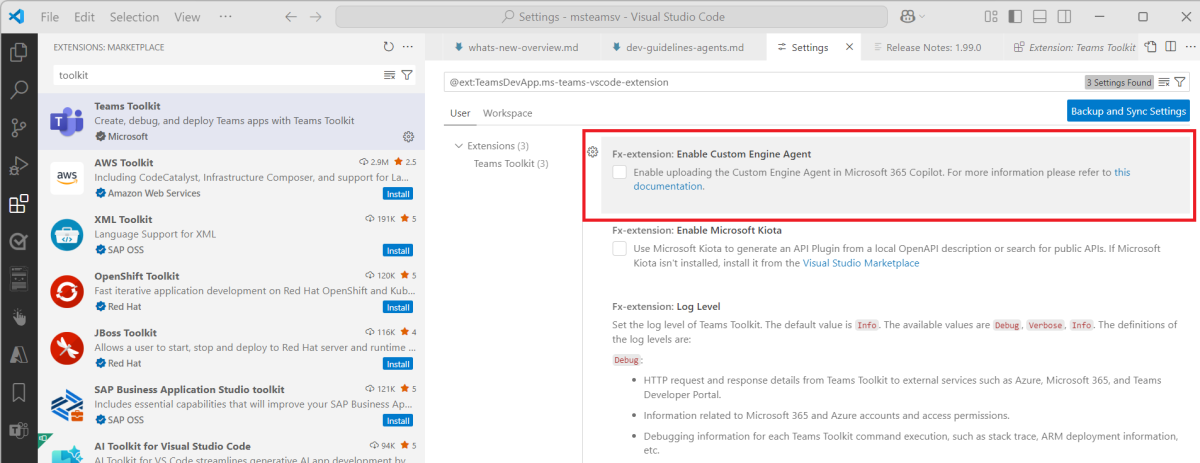 File Edit Selection View ···
Settings - msteamsv - Visual Studio Code
EXTENSIONS: MARKETPLACE
toolkit
Teams Toolkit
Create, debug, and deploy Teams apps with Teams Toolkit
Microsoft
AWS Toolkit 2.9M 2.5
Including CodeCatalyst, Infrastructure Composer, and support for La...
Amazon Web Services Install
aws
XML Toolkit 191K 5
Language Support for XML
SAP OSS Install
OpenShift Toolkit 120K 5
Fast iterative application development on Red Hat OpenShift and Kub...
Red Hat Install
JBoss Toolkit 116K 4
Allows a user to start, stop and deploy to Red Hat server and runtime ...
Red Hat Install
SAP Business Application Studio toolkit 121K 5
Includes essential capabilities that will improve your SAP Business Ap...
SAP OSS Install
AI Toolkit for Visual Studio Code 94K 5
AI Toolkit for VS Code streamlines generative AI app development by
whats-new-overview.md dev-guidelines-agents.md Settings Release Notes: 1.99.0 Extension: Teams Toolkit
@ext:TeamsDevApp.ms-teams-vscode-extension 3 Settings Found
User Workspace Backup and Sync Settings
Extensions (3)
Teams Toolkit (3)
Fx-extension: Enable Custom Engine Agent
Enable uploading the Custom Engine Agent in Microsoft 365 Copilot. For more information please refer to this
documentation.
Fx-extension: Enable Microsoft Kiota
Use Microsoft Kiota to generate an API Plugin from a local OpenAPI description or search for public APIs. If Microsoft
Kiota isn't installed, install it from the Visual Studio Marketplace
Fx-extension: Log Level
Set the log level of Teams Toolkit. The default value is Info. The available values are Debug, Verbose, Info. The definitions of
the log levels are:
Debug:
• HTTP request and response details from Teams Toolkit to external services such as Azure, Microsoft 365, and Teams
Developer Portal.
• Information related to Microsoft 365 and Azure accounts and access permissions.
• Debugging information for each Teams Toolkit command execution, such as stack trace, ARM deployment information,
etc.